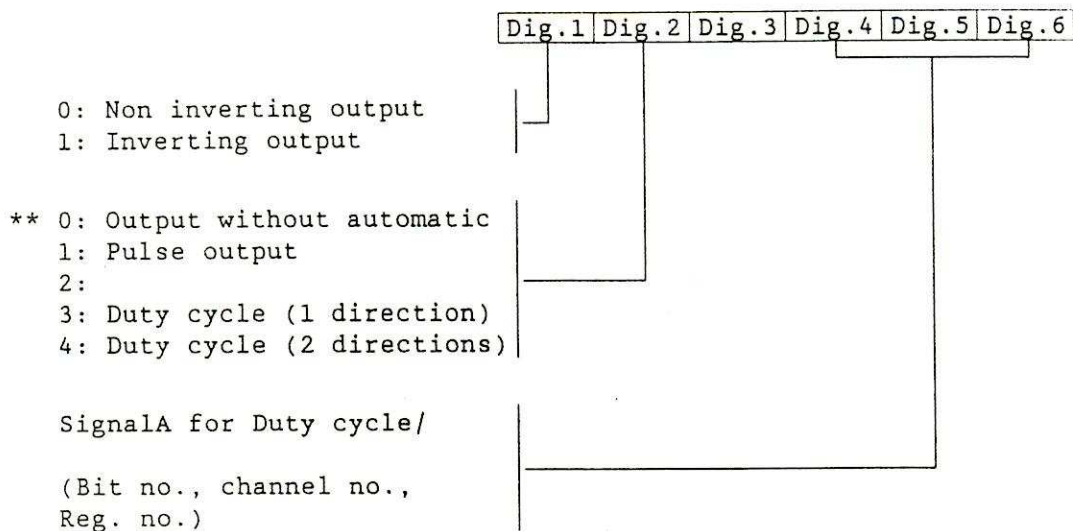 Dig.1 Dig.2 Dig.3 Dig.4 Dig.5 Dig.6
0: Non inverting output
1: Inverting output
** 0: Output without automatic
1: Pulse output
2:
3: Duty cycle (1 direction)
4: Duty cycle (2 directions)
SignalA for Duty cycle/
(Bit no., channel no.,
Reg. no.)